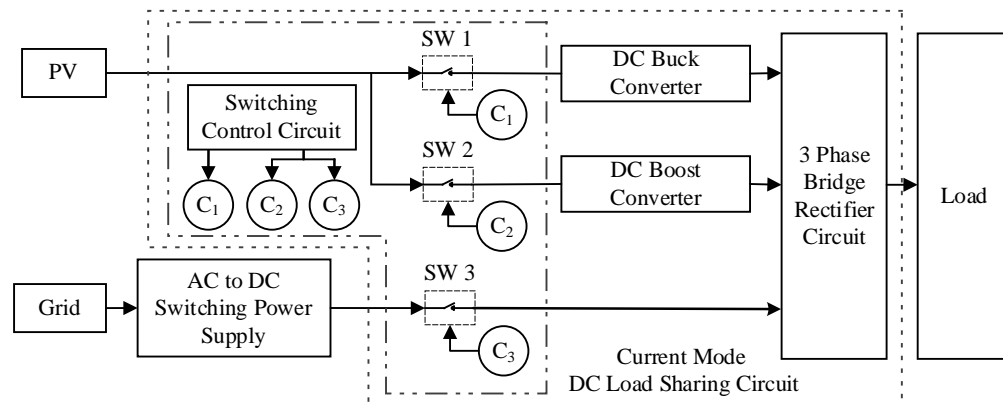 SW 1
PV
DC Buck
Converter
Switching
Control Circuit
C1
SW 2
3 Phase
Bridge
Rectifier
Circuit
Load
DC Boost
Converter
C1
C2
C3
C2
SW 3
AC to DC
Switching Power
Supply
Grid
C3
Current Mode
DC Load Sharing Circuit